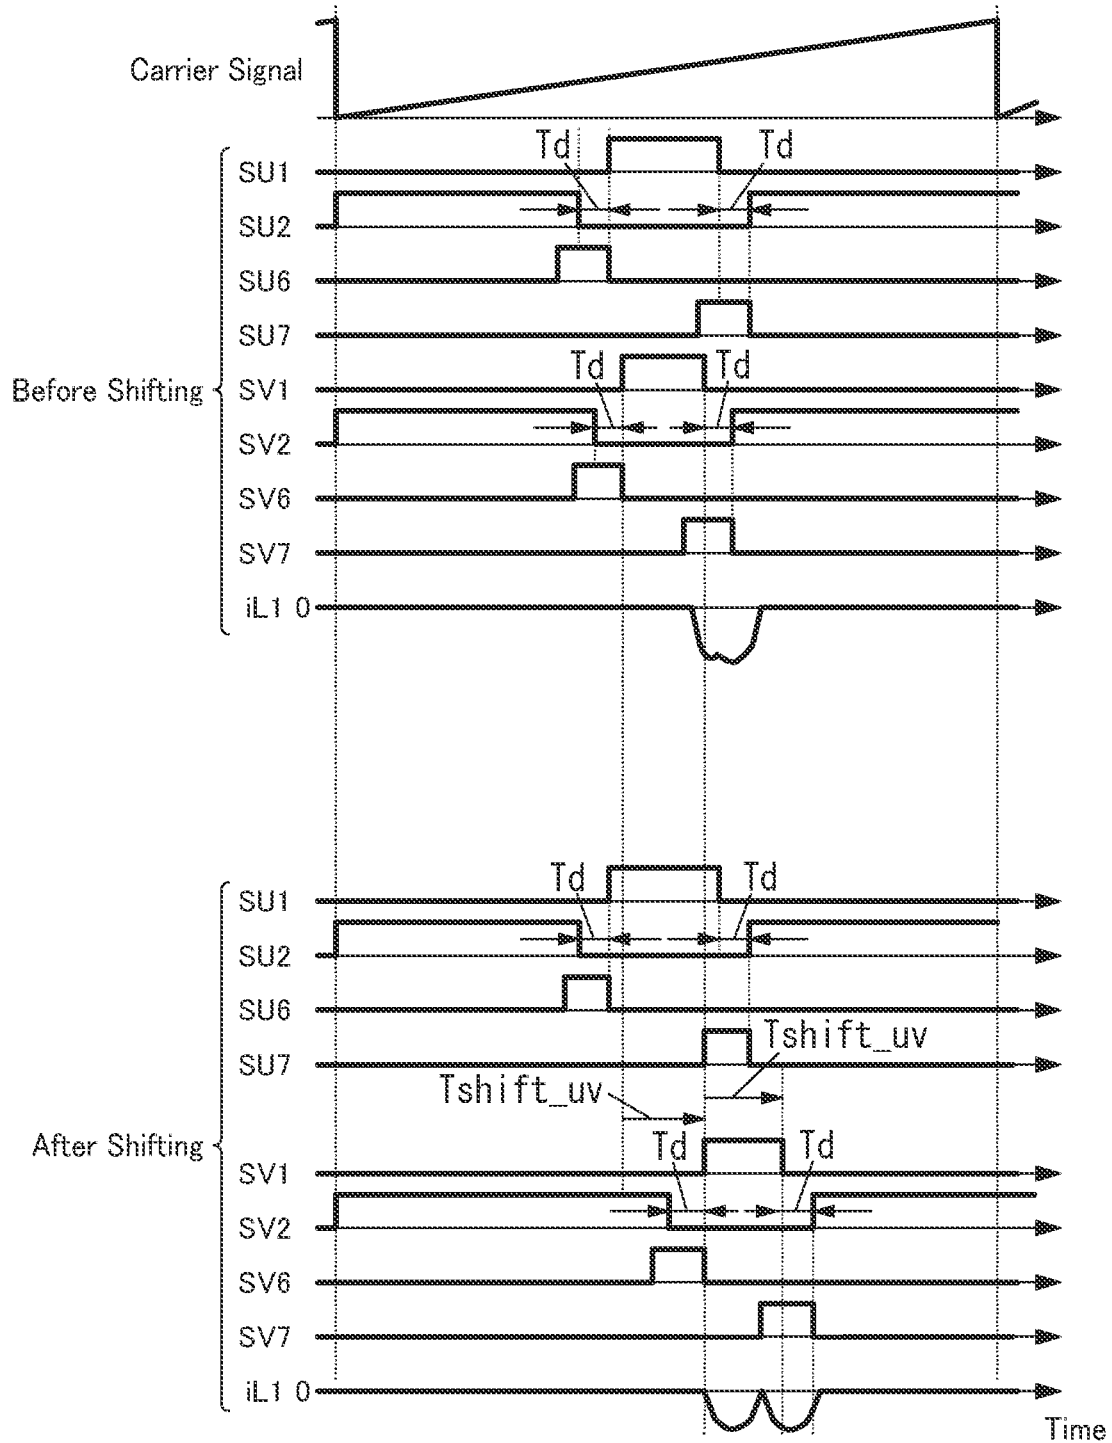 Carrier Signal
Td
Td
SU1
SU2
SU6
SU7
Td
Td
Before Shifting
SV1
SV2
SV6
SV7
iL1 0
Td
Td
SU1
SU2
SU6
Tshift_uv
SU7
Tshift_uv
After Shifting
Td
Td
SV1
SV2
SV6
SV7
iL1 0
Time